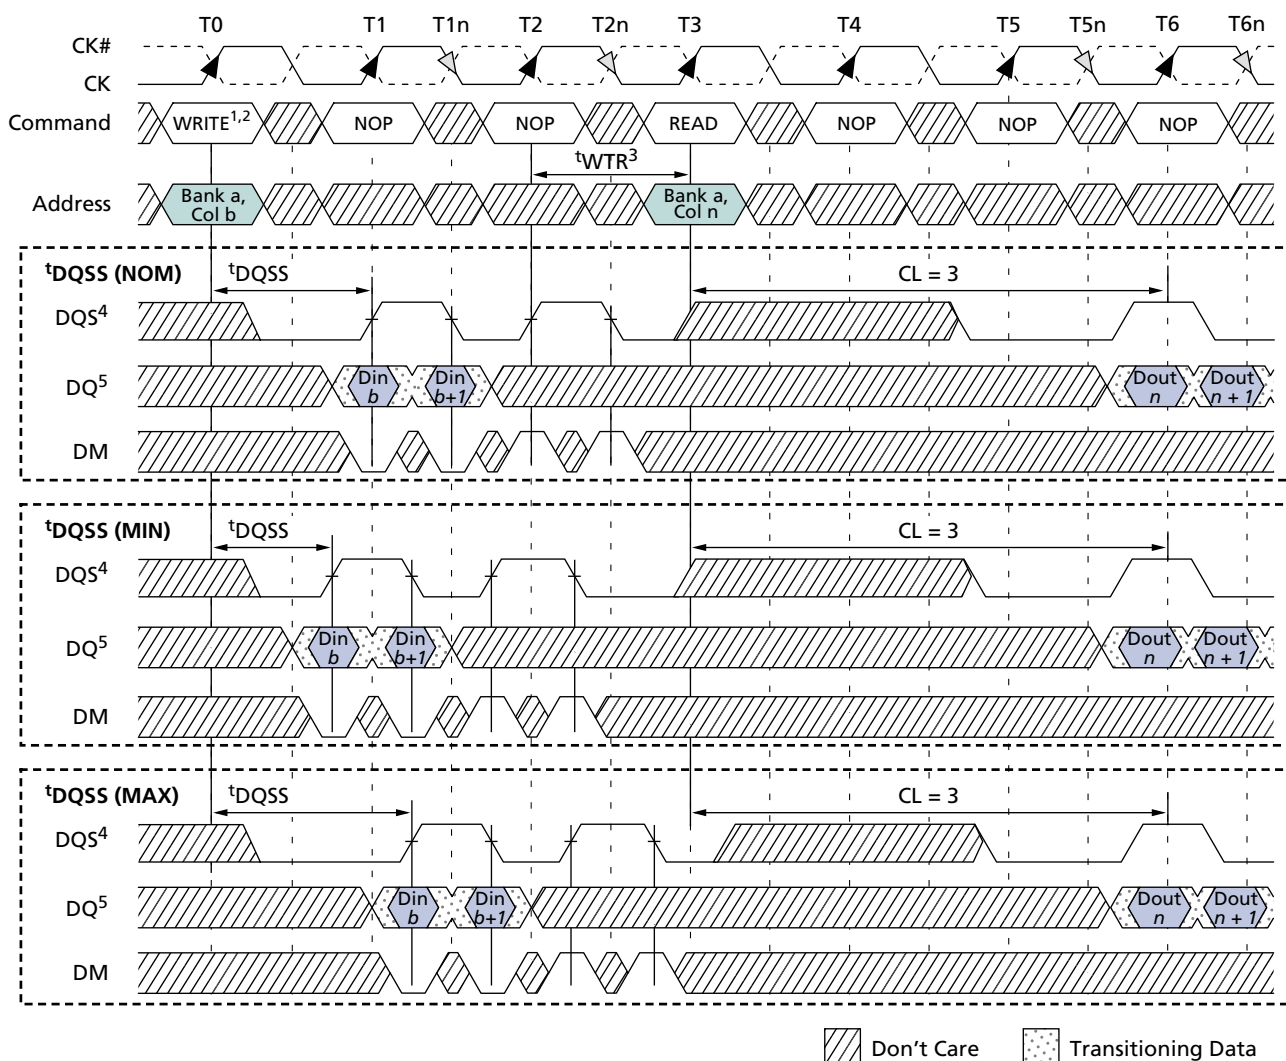 T0 T1 T1n T2 T2n T3 T4 T5 T5n T6 T6n
CK#
CK
Command WRITE1,2 NOP NOP READ NOP NOP NOP
tWTR3
Address Bank a, Col b Bank a, Col n
tDQSS (NOM) tDQSS CL = 3
DQS4
DQ5 Din b Din b+1 Dout n Dout n + 1
DM
tDQSS (MIN) tDQSS CL = 3
DQS4
DQ5 Din b Din b+1 Dout n Dout n + 1
DM
tDQSS (MAX) tDQSS CL = 3
DQS4
DQ5 Din b Din b+1 Dout n Dout n + 1
DM
Don't Care Transitioning Data